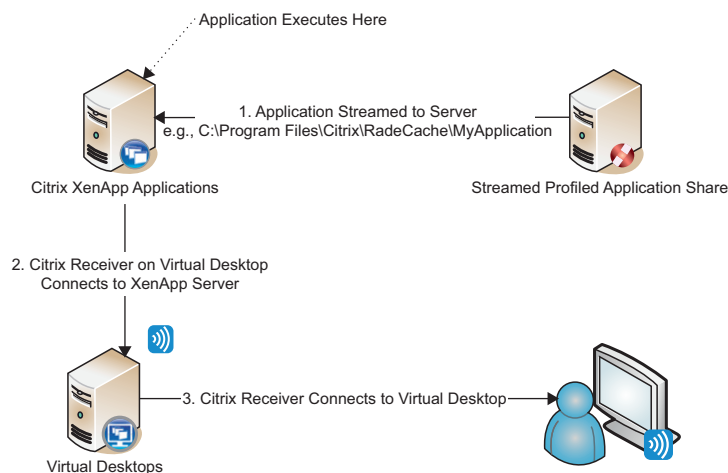 Application Executes Here
1. Application Streamed to Server
e.g., C:\Program Files\Citrix\RadeCache\MyApplication
Citrix XenApp Applications
Streamed Profiled Application Share
2. Citrix Receiver on Virtual Desktop
Connects to XenApp Server
3. Citrix Receiver Connects to Virtual Desktop
Virtual Desktops